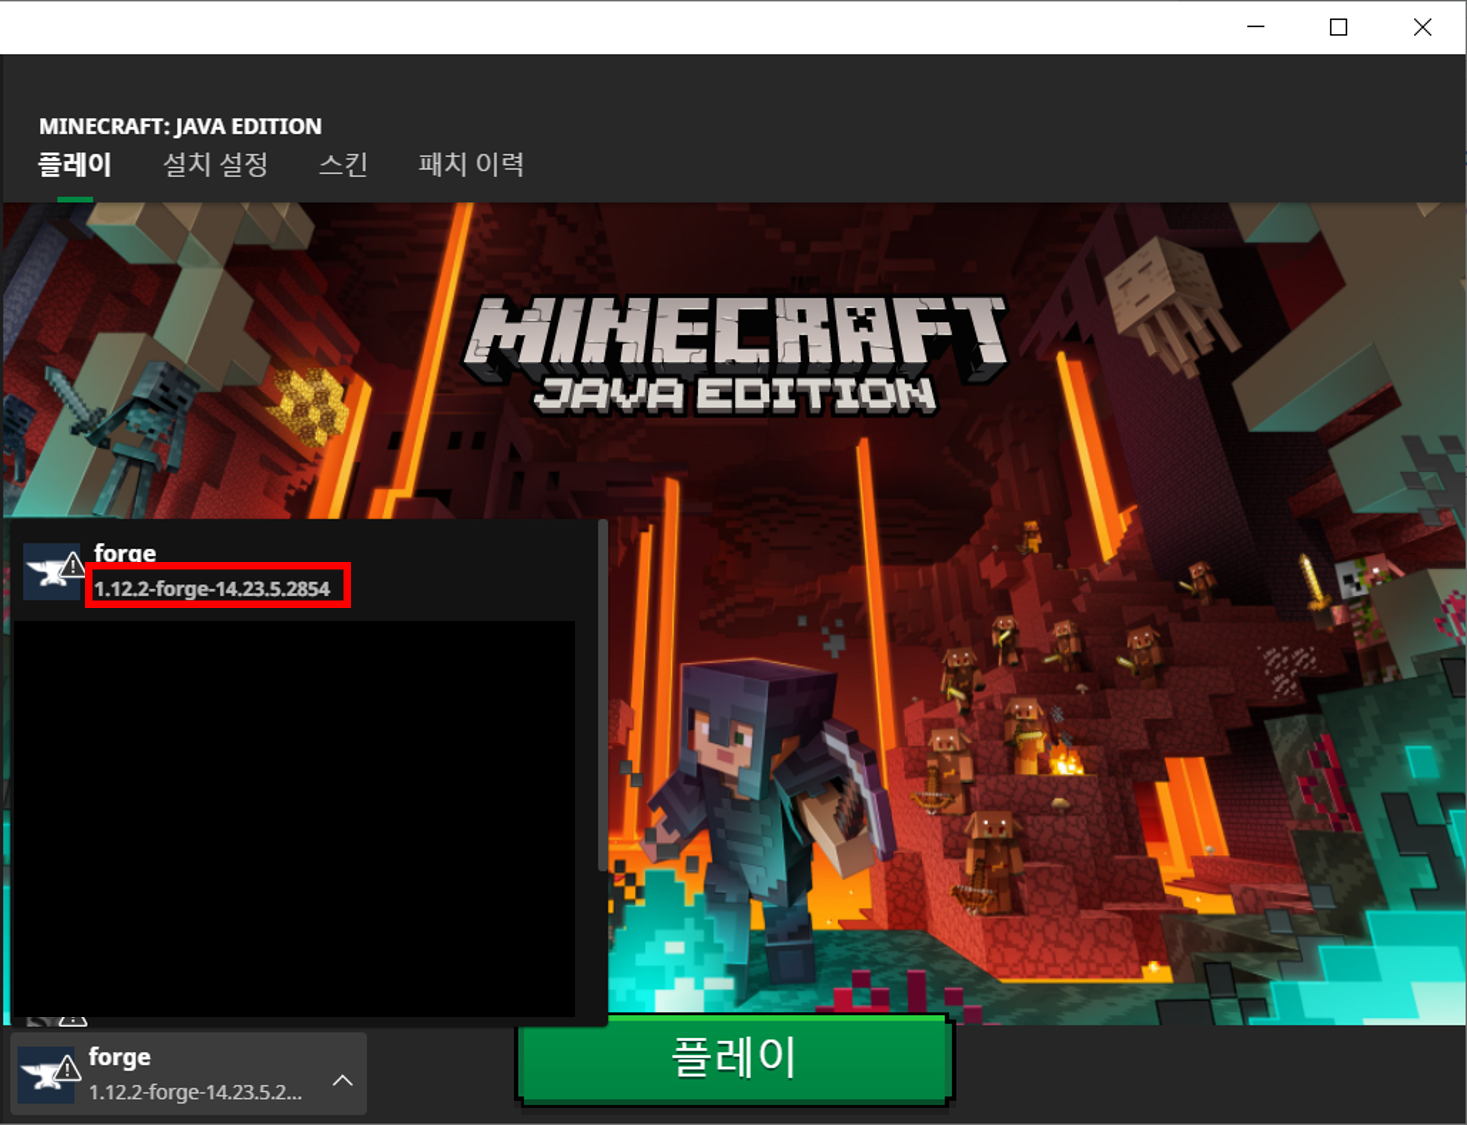 MINECRAFT: JAVA EDITION
플레이 설치 설정 스킨 패치 이력
MINECRAFT
JAVA EDITION
forge
1.12.2-forge-14.23.5.2854
forge
1.12.2-forge-14.23.5.2...
플레이